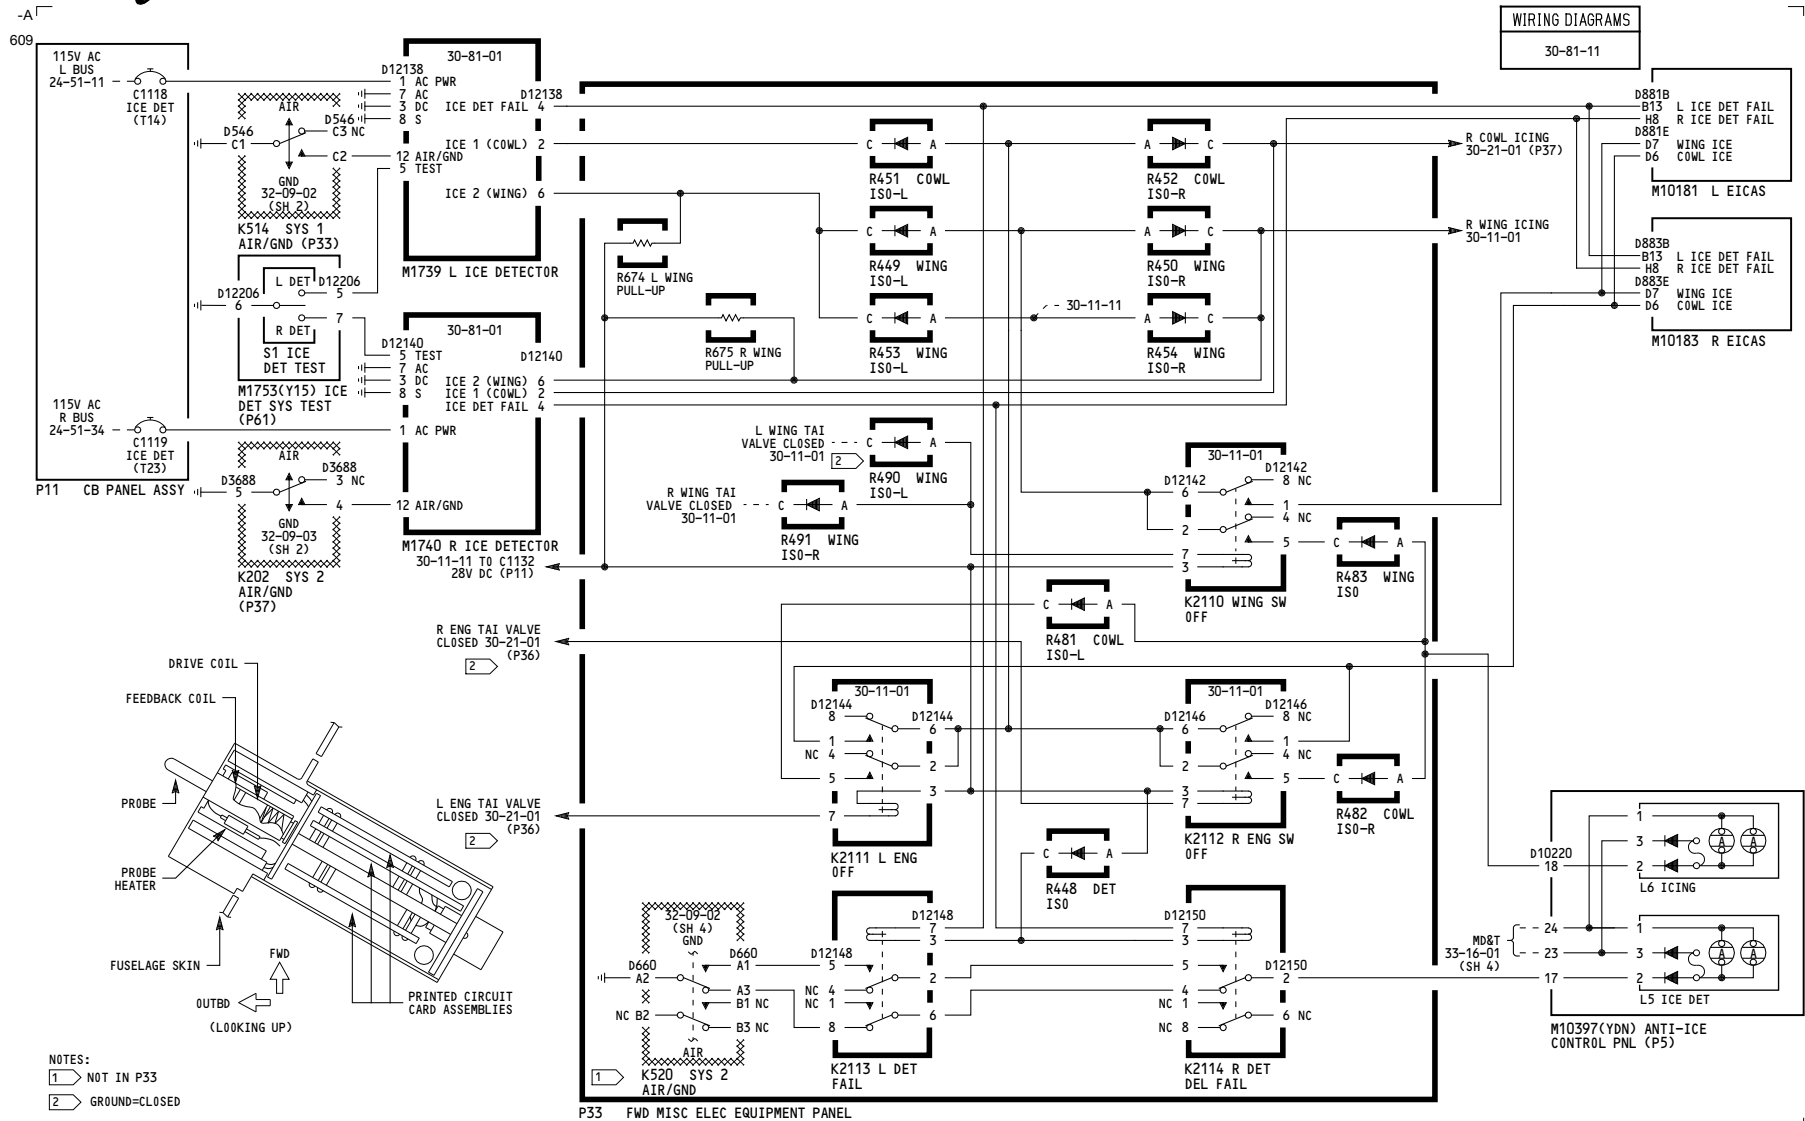 -A
609
WIRING DIAGRAMS
30-81-11
115V AC
L BUS
24-51-11
C1118
ICE DET
(T14)
115V AC
R BUS
24-51-34
C1119
ICE DET
(T23)
P11 CB PANEL ASSY
AIR
D546
C3 NC
D546
C1
C2
GND
32-09-02
(SH 2)
K514 SYS 1
AIR/GND (P33)
L DET
D12206
5
D12206
6
7
R DET
S1 ICE
DET TEST
M1753(Y15) ICE
DET SYS TEST
(P61)
AIR
D3688
3 NC
D3688
5
4
GND
32-09-03
(SH 2)
K202 SYS 2
AIR/GND
(P37)
30-81-01
D12138
1 AC PWR
7 AC
3 DC
8 S
12 AIR/GND
5 TEST
D12138
ICE DET FAIL 4
ICE 1 (COWL) 2
ICE 2 (WING) 6
M1739 L ICE DETECTOR
30-81-01
D12140
5 TEST
7 AC
3 DC
8 S
1 AC PWR
12 AIR/GND
D12140
ICE 2 (WING) 6
ICE 1 (COWL) 2
ICE DET FAIL 4
M1740 R ICE DETECTOR
30-11-11 TO C1132
28V DC (P11)
R674 L WING
PULL-UP
R675 R WING
PULL-UP
C A
R451 COWL
ISO-L
A C
R452 COWL
ISO-R
C A
R449 WING
ISO-L
A C
R450 WING
ISO-R
C A
R453 WING
ISO-L
30-11-11
A C
R454 WING
ISO-R
L WING TAI
VALVE CLOSED
30-11-01
2
C A
R490 WING
ISO-L
R WING TAI
VALVE CLOSED
30-11-01
C A
R491 WING
ISO-R
30-11-01
D12142
8 NC
D12142
6
1
4 NC
2
5
7
3
K2110 WING SW
OFF
C A
R483 WING
ISO
C A
R481 COWL
ISO-L
R COWL ICING
30-21-01 (P37)
R WING ICING
30-11-01
D881B
B13 L ICE DET FAIL
H8 R ICE DET FAIL
D881E
D7 WING ICE
D6 COWL ICE
M10181 L EICAS
D883B
B13 L ICE DET FAIL
H8 R ICE DET FAIL
D883E
D7 WING ICE
D6 COWL ICE
M10183 R EICAS
R ENG TAI VALVE
CLOSED 30-21-01
(P36)
2
L ENG TAI VALVE
CLOSED 30-21-01
(P36)
2
30-11-01
D12144
8
D12144
6
1
NC 4
2
5
3
7
K2111 L ENG
OFF
30-11-01
D12146
8 NC
D12146
6
1
4 NC
2
5
3
7
K2112 R ENG SW
OFF
C A
R482 COWL
ISO-R
C A
R448 DET
ISO
32-09-02
(SH 4)
GND
D660
A1
D660
A2
A3
B1 NC
NC B2
B3 NC
AIR
1
K520 SYS 2
AIR/GND
D12148
7
3
D12148
5
2
NC 4
NC 1
6
8
K2113 L DET
FAIL
D12150
7
3
5
D12150
2
4
NC 1
6 NC
NC 8
K2114 R DET
DEL FAIL
P33 FWD MISC ELEC EQUIPMENT PANEL
1
3
A A
2
L6 ICING
D10220
18
MD&T
33-16-01
(SH 4)
24
23
17
1
3
A A
2
L5 ICE DET
M10397(YDN) ANTI-ICE
CONTROL PNL (P5)
DRIVE COIL
FEEDBACK COIL
PROBE
PROBE
HEATER
FUSELAGE SKIN
FWD
OUTBD
(LOOKING UP)
PRINTED CIRCUIT
CARD ASSEMBLIES
NOTES:
1 NOT IN P33
2 GROUND=CLOSED